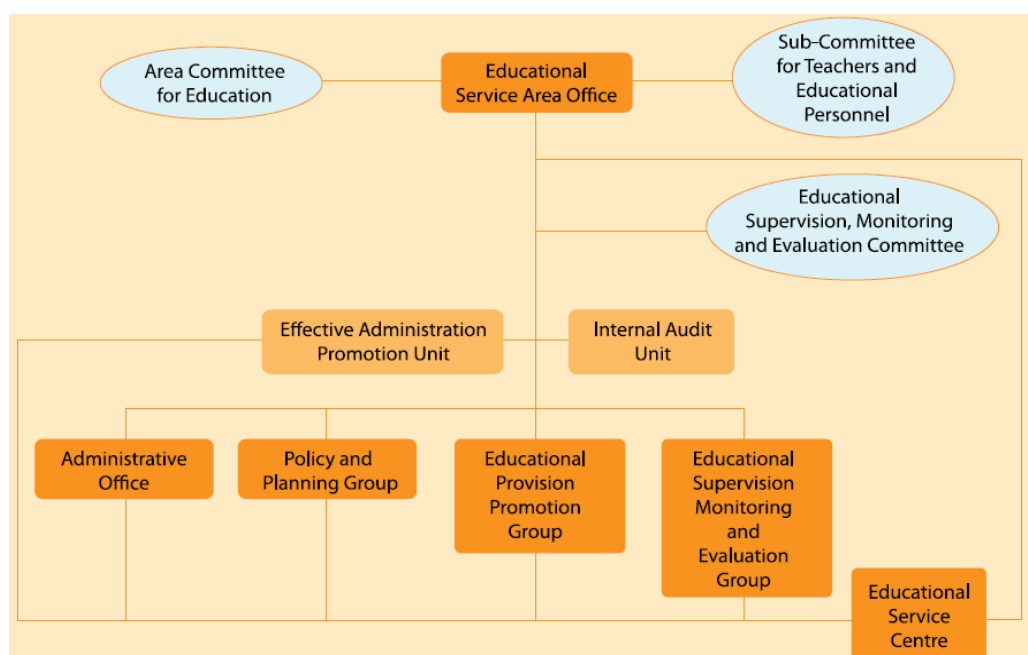 Area Committee
for Education
Educational
Service Area Office
Sub-Committee
for Teachers and
Educational
Personnel
Educational
Supervision, Monitoring
and Evaluation Committee
Effective Administration
Promotion Unit
Internal Audit
Unit
Administrative
Office
Policy and
Planning Group
Educational
Provision
Promotion
Group
Educational
Supervision
Monitoring
and
Evaluation
Group
Educational
Service
Centre